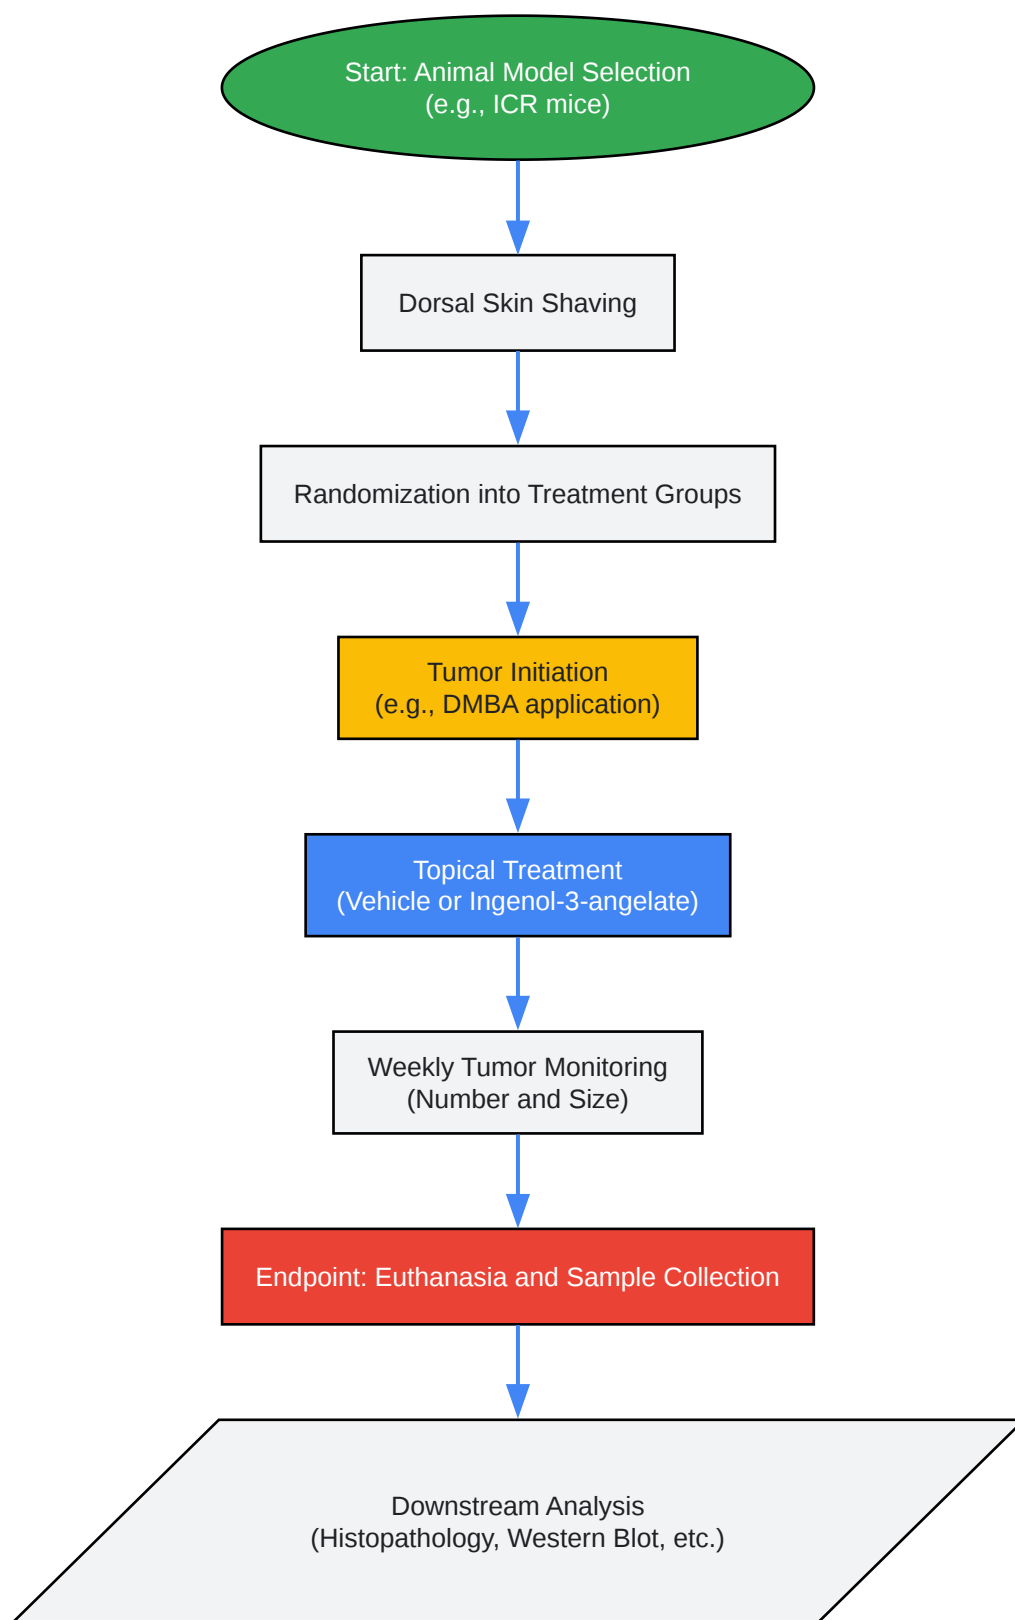 Start: Animal Model Selection
(e.g., ICR mice)
Dorsal Skin Shaving
Randomization into Treatment Groups
Tumor Initiation
(e.g., DMBA application)
Topical Treatment
(Vehicle or Ingenol-3-angelate)
Weekly Tumor Monitoring
(Number and Size)
Endpoint: Euthanasia and Sample Collection
Downstream Analysis
(Histopathology, Western Blot, etc.)